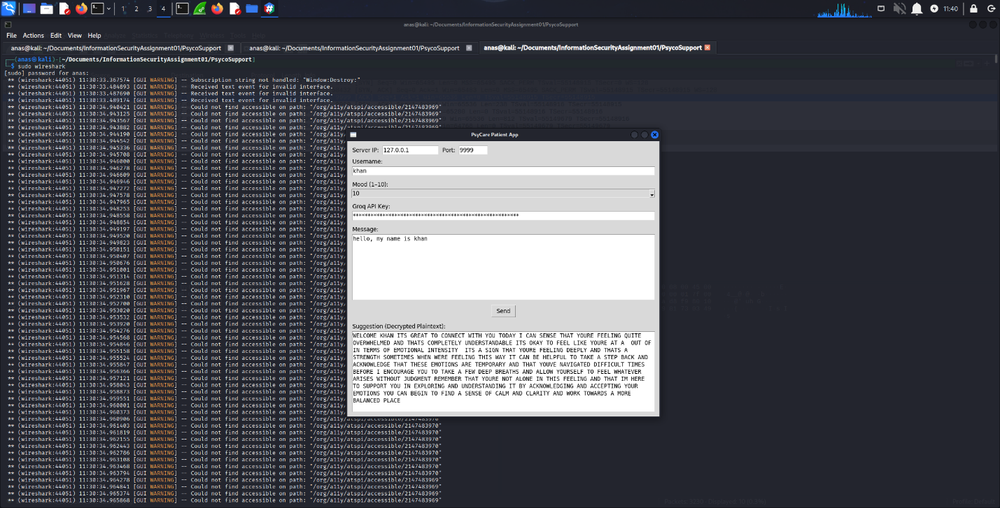 1 2 3 4
11:40
anas@kali: ~/Documents/InformationSecurityAssignment01/PsycoSupport
File Actions Edit View Help
anas@kali: ~/Documents/InformationSecurityAssignment01/PsycoSupport
anas@kali: ~/Documents/InformationSecurityAssignment01/PsycoSupport
anas@kali: ~/Documents/InformationSecurityAssignment01/PsycoSupport
(anas㉿kali)-[~/Documents/InformationSecurityAssignment01/PsycoSupport]
$ sudo wireshark
[sudo] password for anas:
** (wireshark:44051) 11:30:33.367574 [GUI WARNING] -- Subscription string not handled: "Window:Destroy:"
** (wireshark:44051) 11:30:33.484893 [GUI WARNING] -- Received text event for invalid interface.
** (wireshark:44051) 11:30:33.487690 [GUI WARNING] -- Received text event for invalid interface.
** (wireshark:44051) 11:30:33.489174 [GUI WARNING] -- Received text event for invalid interface.
** (wireshark:44051) 11:30:34.940421 [GUI WARNING] -- Could not find accessible on path: "/org/a11y/atspi/accessible/2147483969"
** (wireshark:44051) 11:30:34.943125 [GUI WARNING] -- Could not find accessible on path: "/org/a11y/atspi/accessible/2147483969"
** (wireshark:44051) 11:30:34.943567 [GUI WARNING] -- Could not find accessible on path: "/org/a11y/atspi/accessible/2147483969"
** (wireshark:44051) 11:30:34.943882 [GUI WARNING] -- Could not find accessible on path: "/org/a11y/atspi/accessible/2147483969"
** (wireshark:44051) 11:30:34.944190 [GUI WARNING] -- Could not find accessible on path: "/org/a11y
** (wireshark:44051) 11:30:34.944542 [GUI WARNING] -- Could not find accessible on path: "/org/a11y
** (wireshark:44051) 11:30:34.945336 [GUI WARNING] -- Could not find accessible on path: "/org/a11y
** (wireshark:44051) 11:30:34.945708 [GUI WARNING] -- Could not find accessible on path: "/org/a11y
** (wireshark:44051) 11:30:34.946000 [GUI WARNING] -- Could not find accessible on path: "/org/a11y
** (wireshark:44051) 11:30:34.946278 [GUI WARNING] -- Could not find accessible on path: "/org/a11y
** (wireshark:44051) 11:30:34.946609 [GUI WARNING] -- Could not find accessible on path: "/org/a11y
** (wireshark:44051) 11:30:34.946946 [GUI WARNING] -- Could not find accessible on path: "/org/a11y
** (wireshark:44051) 11:30:34.947272 [GUI WARNING] -- Could not find accessible on path: "/org/a11y
** (wireshark:44051) 11:30:34.947578 [GUI WARNING] -- Could not find accessible on path: "/org/a11y
** (wireshark:44051) 11:30:34.947965 [GUI WARNING] -- Could not find accessible on path: "/org/a11y
** (wireshark:44051) 11:30:34.948253 [GUI WARNING] -- Could not find accessible on path: "/org/a11y
** (wireshark:44051) 11:30:34.948558 [GUI WARNING] -- Could not find accessible on path: "/org/a11y
** (wireshark:44051) 11:30:34.948854 [GUI WARNING] -- Could not find accessible on path: "/org/a11y
** (wireshark:44051) 11:30:34.949197 [GUI WARNING] -- Could not find accessible on path: "/org/a11y
** (wireshark:44051) 11:30:34.949520 [GUI WARNING] -- Could not find accessible on path: "/org/a11y
** (wireshark:44051) 11:30:34.949823 [GUI WARNING] -- Could not find accessible on path: "/org/a11y
** (wireshark:44051) 11:30:34.950151 [GUI WARNING] -- Could not find accessible on path: "/org/a11y
** (wireshark:44051) 11:30:34.950407 [GUI WARNING] -- Could not find accessible on path: "/org/a11y
** (wireshark:44051) 11:30:34.950676 [GUI WARNING] -- Could not find accessible on path: "/org/a11y
** (wireshark:44051) 11:30:34.951001 [GUI WARNING] -- Could not find accessible on path: "/org/a11y
** (wireshark:44051) 11:30:34.951314 [GUI WARNING] -- Could not find accessible on path: "/org/a11y
** (wireshark:44051) 11:30:34.951628 [GUI WARNING] -- Could not find accessible on path: "/org/a11y
** (wireshark:44051) 11:30:34.951967 [GUI WARNING] -- Could not find accessible on path: "/org/a11y
** (wireshark:44051) 11:30:34.952310 [GUI WARNING] -- Could not find accessible on path: "/org/a11y
** (wireshark:44051) 11:30:34.952700 [GUI WARNING] -- Could not find accessible on path: "/org/a11y
** (wireshark:44051) 11:30:34.953020 [GUI WARNING] -- Could not find accessible on path: "/org/a11y
** (wireshark:44051) 11:30:34.953532 [GUI WARNING] -- Could not find accessible on path: "/org/a11y
** (wireshark:44051) 11:30:34.953920 [GUI WARNING] -- Could not find accessible on path: "/org/a11y
** (wireshark:44051) 11:30:34.954276 [GUI WARNING] -- Could not find accessible on path: "/org/a11y
** (wireshark:44051) 11:30:34.954568 [GUI WARNING] -- Could not find accessible on path: "/org/a11y
** (wireshark:44051) 11:30:34.954846 [GUI WARNING] -- Could not find accessible on path: "/org/a11y
** (wireshark:44051) 11:30:34.955158 [GUI WARNING] -- Could not find accessible on path: "/org/a11y
** (wireshark:44051) 11:30:34.955524 [GUI WARNING] -- Could not find accessible on path: "/org/a11y
** (wireshark:44051) 11:30:34.955847 [GUI WARNING] -- Could not find accessible on path: "/org/a11y
** (wireshark:44051) 11:30:34.956366 [GUI WARNING] -- Could not find accessible on path: "/org/a11y
** (wireshark:44051) 11:30:34.957121 [GUI WARNING] -- Could not find accessible on path: "/org/a11y
** (wireshark:44051) 11:30:34.958043 [GUI WARNING] -- Could not find accessible on path: "/org/a11y
** (wireshark:44051) 11:30:34.958873 [GUI WARNING] -- Could not find accessible on path: "/org/a11y
** (wireshark:44051) 11:30:34.959551 [GUI WARNING] -- Could not find accessible on path: "/org/a11y
** (wireshark:44051) 11:30:34.960001 [GUI WARNING] -- Could not find accessible on path: "/org/a11y
** (wireshark:44051) 11:30:34.960373 [GUI WARNING] -- Could not find accessible on path: "/org/a11y
** (wireshark:44051) 11:30:34.960906 [GUI WARNING] -- Could not find accessible on path: "/org/a11y/atspi/accessible/2147483970"
** (wireshark:44051) 11:30:34.961403 [GUI WARNING] -- Could not find accessible on path: "/org/a11y/atspi/accessible/2147483970"
** (wireshark:44051) 11:30:34.961819 [GUI WARNING] -- Could not find accessible on path: "/org/a11y/atspi/accessible/2147483970"
** (wireshark:44051) 11:30:34.962155 [GUI WARNING] -- Could not find accessible on path: "/org/a11y/atspi/accessible/2147483970"
** (wireshark:44051) 11:30:34.962443 [GUI WARNING] -- Could not find accessible on path: "/org/a11y/atspi/accessible/2147483970"
** (wireshark:44051) 11:30:34.962786 [GUI WARNING] -- Could not find accessible on path: "/org/a11y/atspi/accessible/2147483970"
** (wireshark:44051) 11:30:34.963108 [GUI WARNING] -- Could not find accessible on path: "/org/a11y/atspi/accessible/2147483970"
** (wireshark:44051) 11:30:34.963468 [GUI WARNING] -- Could not find accessible on path: "/org/a11y/atspi/accessible/2147483970"
** (wireshark:44051) 11:30:34.963794 [GUI WARNING] -- Could not find accessible on path: "/org/a11y/atspi/accessible/2147483970"
** (wireshark:44051) 11:30:34.964278 [GUI WARNING] -- Could not find accessible on path: "/org/a11y/atspi/accessible/2147483970"
** (wireshark:44051) 11:30:34.964841 [GUI WARNING] -- Could not find accessible on path: "/org/a11y/atspi/accessible/2147483969"
** (wireshark:44051) 11:30:34.965374 [GUI WARNING] -- Could not find accessible on path: "/org/a11y/atspi/accessible/2147483969"
** (wireshark:44051) 11:30:34.965868 [GUI WARNING] -- Could not find accessible on path: "/org/a11y/atspi/accessible/2147483969"
PsyCare Patient App
Server IP: 127.0.0.1 Port: 9999
Username:
khan
Mood (1–10):
10
Groq API Key:
********************************************************
Message:
hello, my name is khan
Send
Suggestion (Decrypted Plaintext):
WELCOME KHAN ITS GREAT TO CONNECT WITH YOU TODAY I CAN SENSE THAT YOURE FEELING QUITE
OVERWHELMED AND THATS COMPLETELY UNDERSTANDABLE ITS OKAY TO FEEL LIKE YOURE AT A  OUT OF
IN TERMS OF EMOTIONAL INTENSITY  ITS A SIGN THAT YOURE FEELING DEEPLY AND THATS A
STRENGTH SOMETIMES WHEN WERE FEELING THIS WAY IT CAN BE HELPFUL TO TAKE A STEP BACK AND
ACKNOWLEDGE THAT THESE EMOTIONS ARE TEMPORARY AND THAT YOUVE NAVIGATED DIFFICULT TIMES
BEFORE I ENCOURAGE YOU TO TAKE A FEW DEEP BREATHS AND ALLOW YOURSELF TO FEEL WHATEVER
ARISES WITHOUT JUDGMENT REMEMBER THAT YOURE NOT ALONE IN THIS FEELING AND THAT IM HERE
TO SUPPORT YOU IN EXPLORING AND UNDERSTANDING IT BY ACKNOWLEDGING AND ACCEPTING YOUR
EMOTIONS YOU CAN BEGIN TO FIND A SENSE OF CALM AND CLARITY AND WORK TOWARDS A MORE
BALANCED PLACE